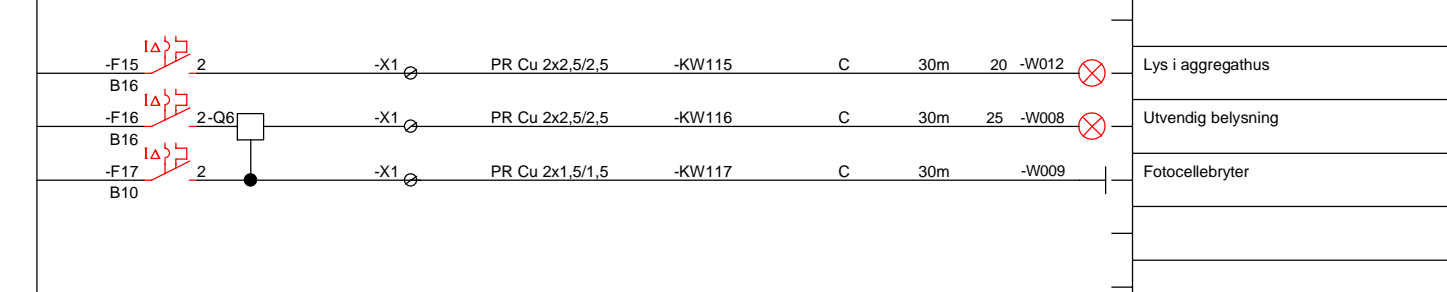 I∆
-F15 2 -X1 PR Cu 2x2,5/2,5 -KW115 C 30m 20 -W012 Lys i aggregathus
B16
I∆
-F16 2 -Q6 -X1 PR Cu 2x2,5/2,5 -KW116 C 30m 25 -W008 Utvendig belysning
B16
I∆
-F17 2 -X1 PR Cu 2x1,5/1,5 -KW117 C 30m -W009 Fotocellebryter
B10